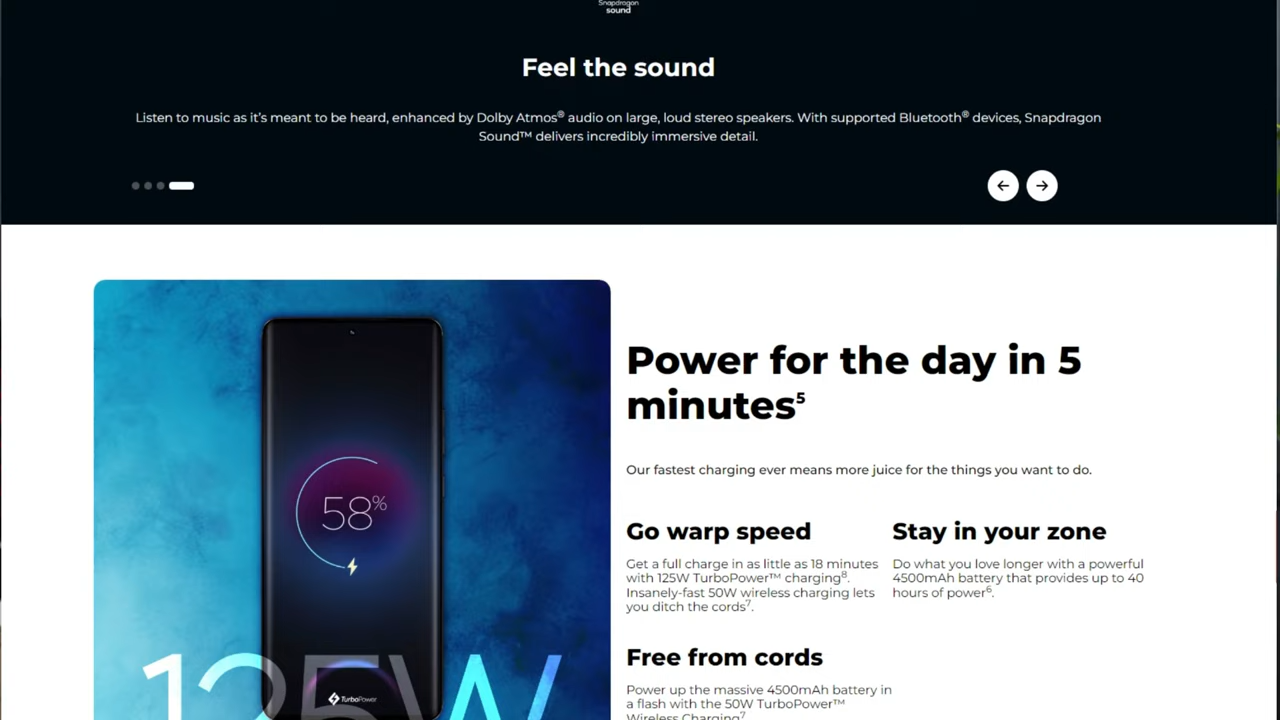 Snapdragon
sound
Feel the sound
Listen to music as it's meant to be heard, enhanced by Dolby Atmos® audio on large, loud stereo speakers. With supported Bluetooth® devices, Snapdragon
Sound™ delivers incredibly immersive detail.
Power for the day in 5
minutes⁵
Our fastest charging ever means more juice for the things you want to do.
58%
Go warp speed
Get a full charge in as little as 18 minutes
with 125W TurboPower™ charging⁸.
Insanely-fast 50W wireless charging lets
you ditch the cords⁷.
Stay in your zone
Do what you love longer with a powerful
4500mAh battery that provides up to 40
hours of power⁶.
Free from cords
Power up the massive 4500mAh battery in
a flash with the 50W TurboPower™
Wireless Charging⁷
125W
TurboPower